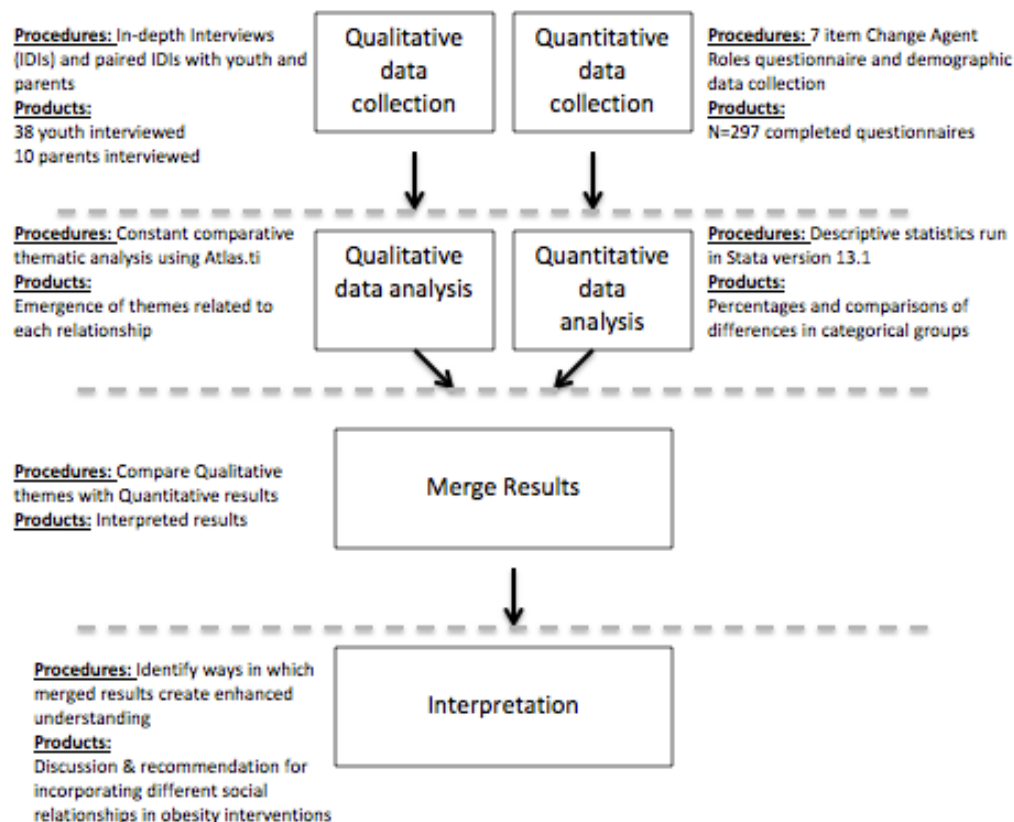 Procedures: In-depth Interviews
(IDIs) and paired IDIs with youth and
parents
Products:
38 youth interviewed
10 parents interviewed
Qualitative
data
collection
Quantitative
data
collection
Procedures: 7 item Change Agent
Roles questionnaire and demographic
data collection
Products:
N=297 completed questionnaires
Procedures: Constant comparative
thematic analysis using Atlas.ti
Products:
Emergence of themes related to
each relationship
Qualitative
data analysis
Quantitative
data
analysis
Procedures: Descriptive statistics run
in Stata version 13.1
Products:
Percentages and comparisons of
differences in categorical groups
Procedures: Compare Qualitative
themes with Quantitative results
Products: Interpreted results
Merge Results
Procedures: Identify ways in which
merged results create enhanced
understanding
Products:
Discussion & recommendation for
incorporating different social
relationships in obesity interventions
Interpretation